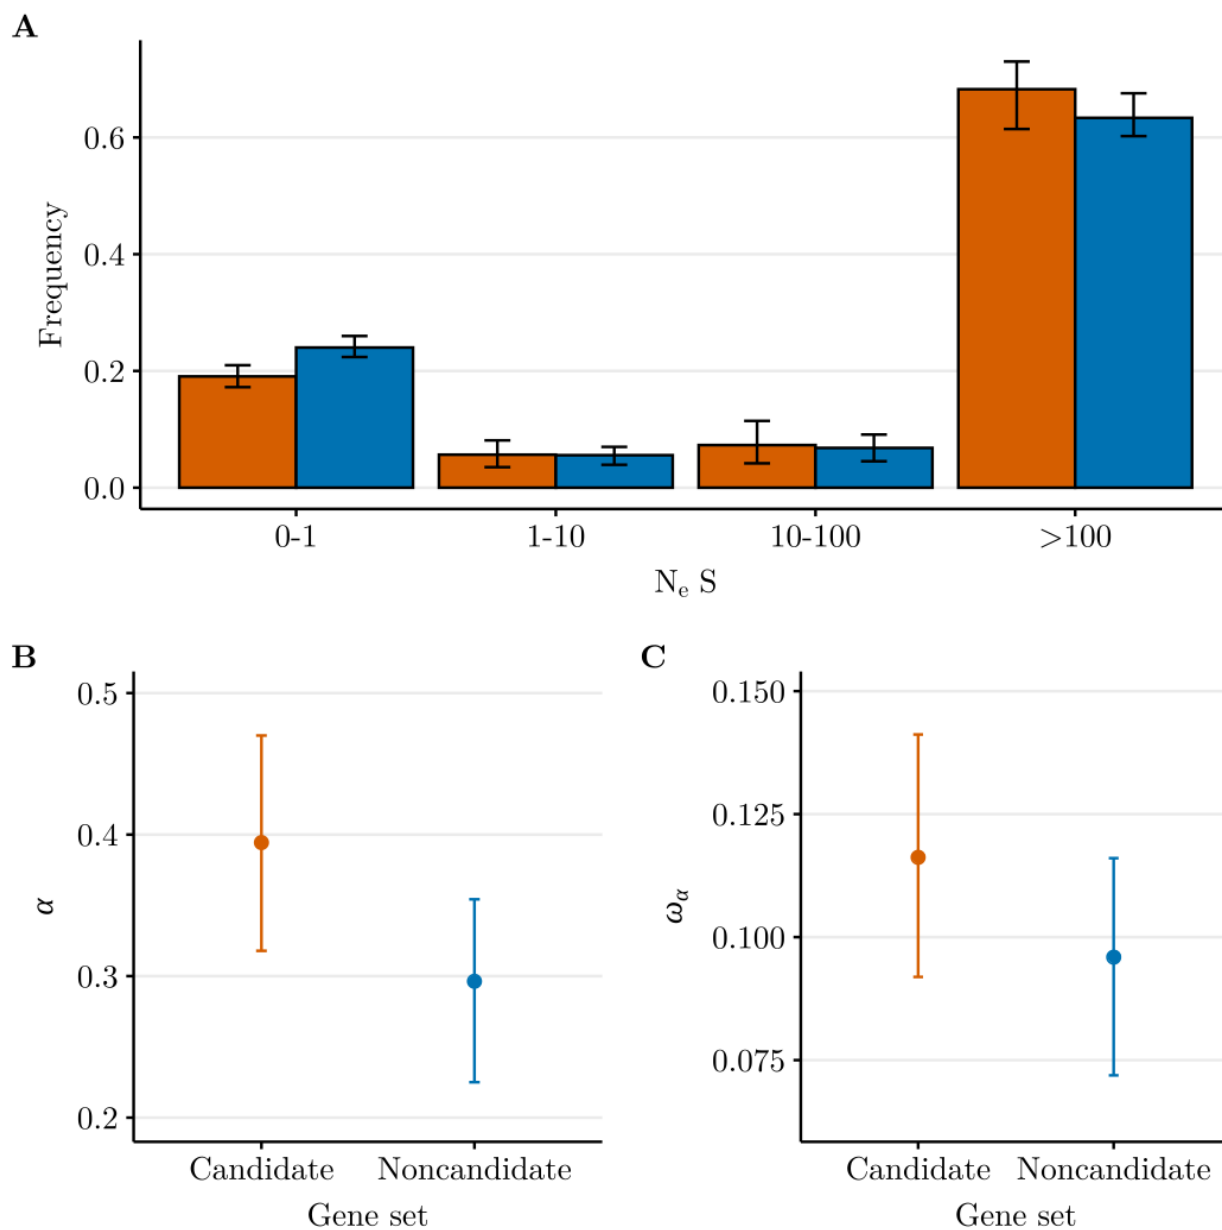 A
Frequency
0.6
0.4
0.2
0.0
0-1 1-10 10-100 >100
Nₑ S
B
α
0.5
0.4
0.3
0.2
Candidate Noncandidate
Gene set
C
ωα
0.150
0.125
0.100
0.075
Candidate Noncandidate
Gene set